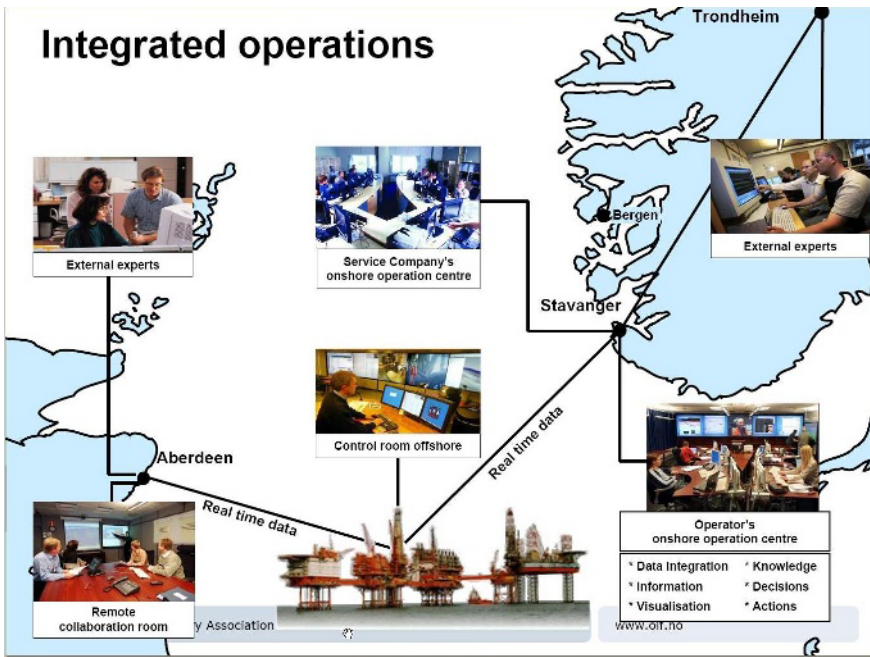 Integrated operations
Trondheim
External experts
Service Company's
onshore operation centre
Bergen
External experts
Stavanger
Control room offshore
Real time data
Aberdeen
Real time data
Operator's
onshore operation centre
* Data Integration
* Knowledge
* Information
* Decisions
* Visualisation
* Actions
Remote
collaboration room
y Association
www.olf.no